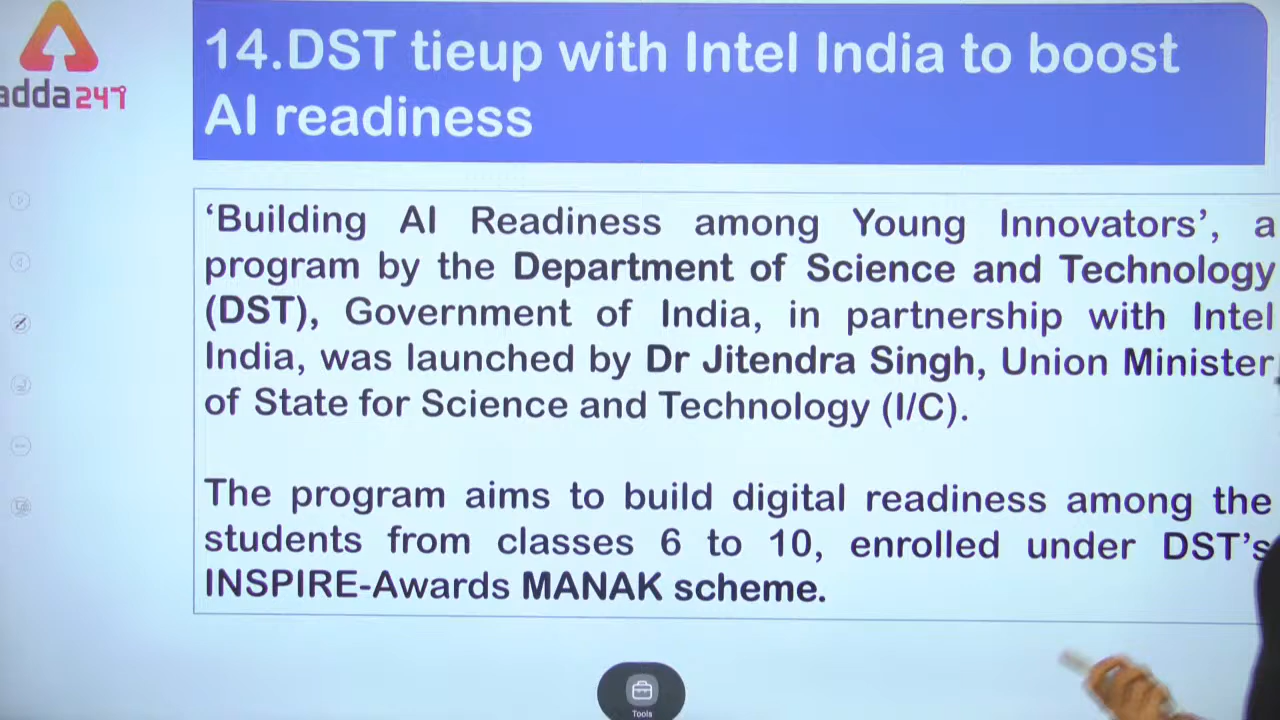 adda247
14.DST tieup with Intel India to boost
AI readiness
‘Building AI Readiness among Young Innovators’, a
program by the Department of Science and Technology
(DST), Government of India, in partnership with Intel
India, was launched by Dr Jitendra Singh, Union Minister
of State for Science and Technology (I/C).
The program aims to build digital readiness among the
students from classes 6 to 10, enrolled under DST’s
INSPIRE-Awards MANAK scheme.
Tools